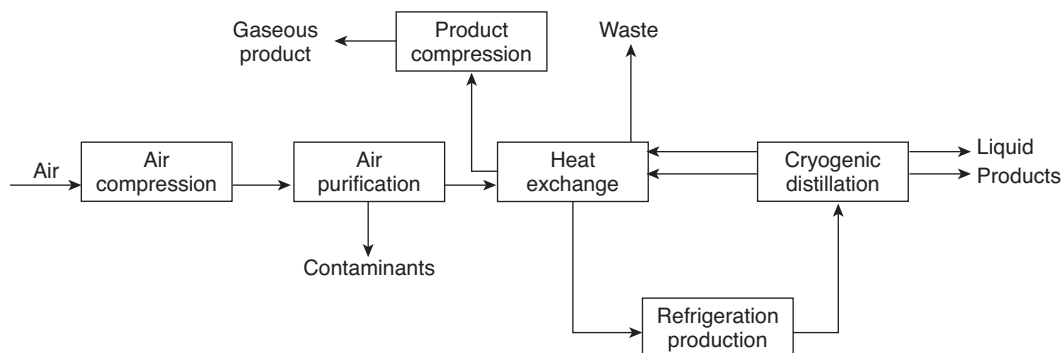 Gaseous
product
Product
compression
Waste
Air
Air
compression
Air
purification
Heat
exchange
Cryogenic
distillation
Liquid
Products
Contaminants
Refrigeration
production